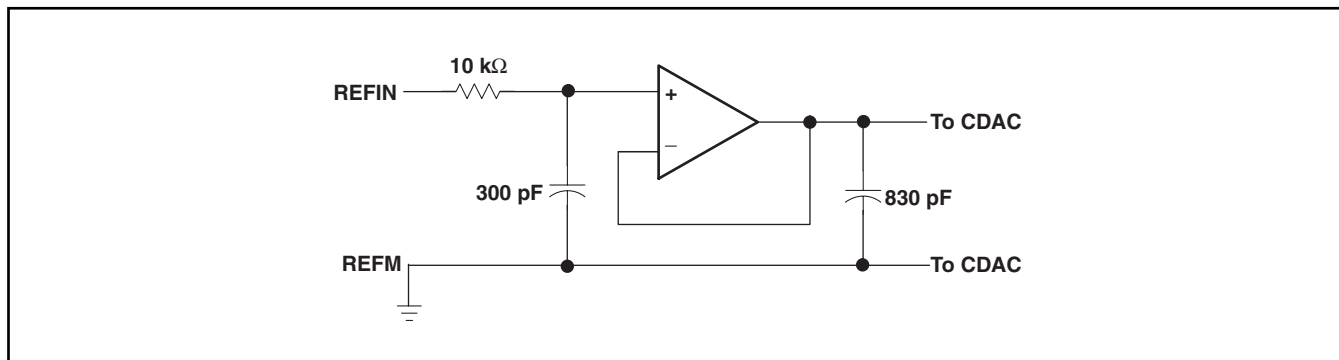 10 kΩ
REFIN
+
To CDAC
–
300 pF
830 pF
REFM
To CDAC